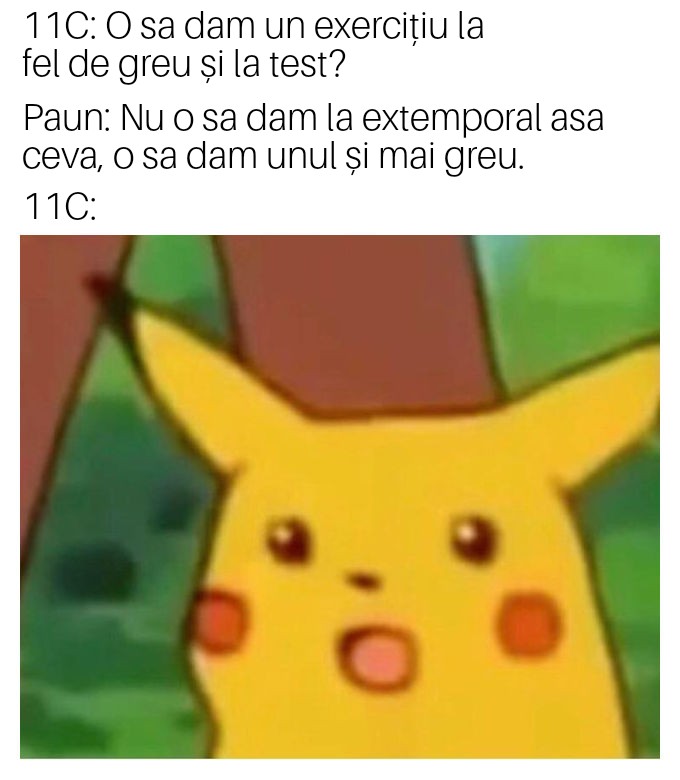 11C: O sa dam un exercițiu la
fel de greu și la test?
Paun: Nu o sa dam la extemporal asa
ceva, o sa dam unul și mai greu.
11C: